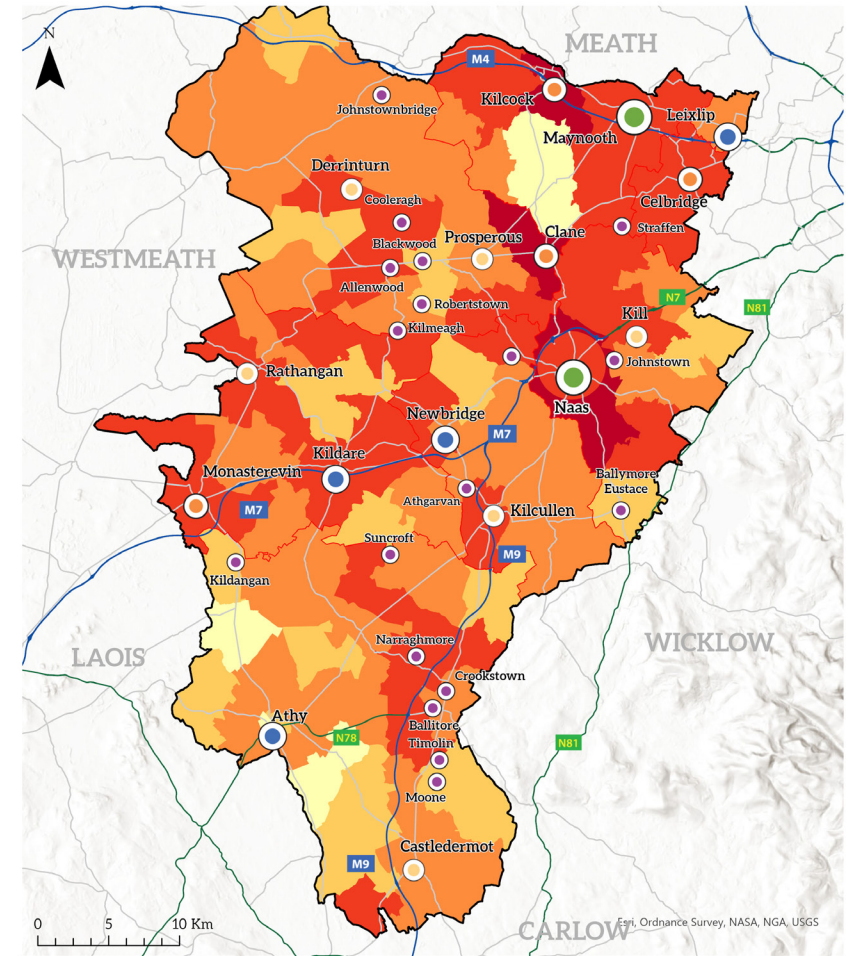 N
MEATH
M4
Kilcock
Johnstownbridge
Maynooth
Leixlip
Derrinturn
Cooleragh
Celbridge
Straffen
Clane
Prosperous
Blackwood
WESTMEATH
Allenwood
N7
N81
Robertstown
Kill
Kilmeagh
Johnstown
Rathangan
Naas
Newbridge
M7
Kildare
Monasterevin
Ballymore
Eustace
Athgarvan
Kilcullen
M7
Suncroft
M9
Kildangan
Narraghmore
WICKLOW
LAOIS
Crookstown
Athy
Ballitore
N78
Timolin
N81
Moone
Castledermot
M9
0 5 10 Km
CARLOW
Esri, Ordnance Survey, NASA, NGA, USGS